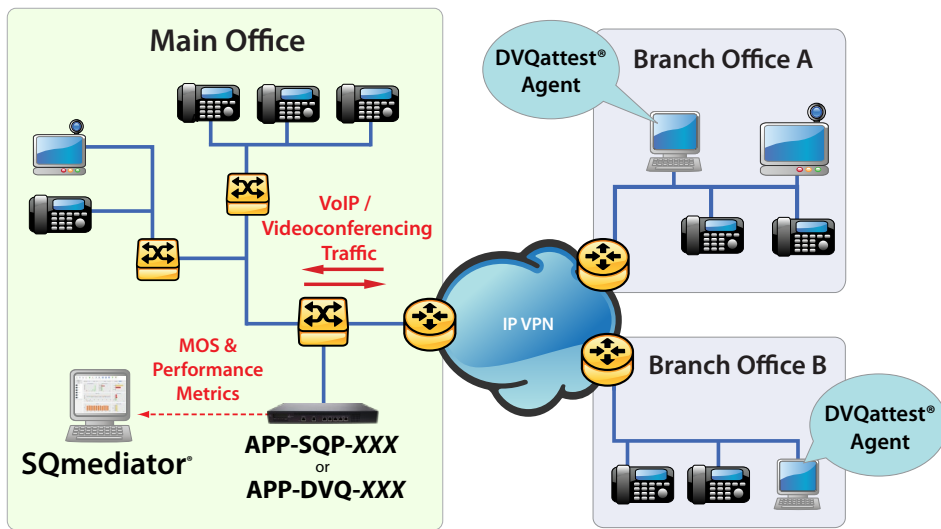 Main Office
VoIP /
Videoconferencing
Traffic
MOS &
Performance
Metrics
SQmediator®
APP-SQP-XXX
or
APP-DVQ-XXX
IP VPN
DVQattest®
Agent
Branch Office A
Branch Office B
DVQattest®
Agent